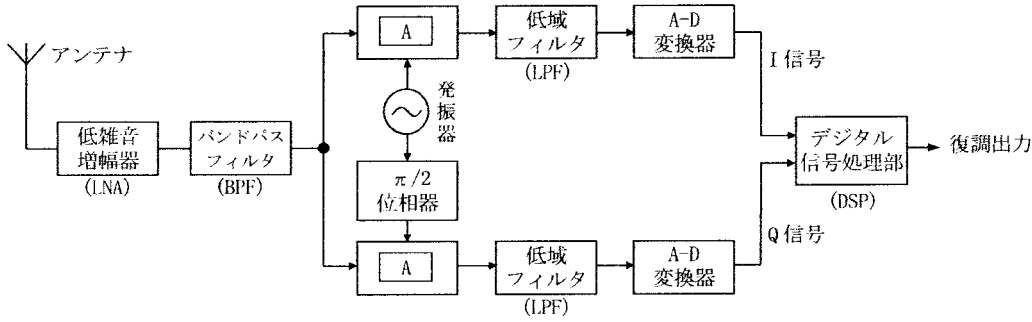 アンテナ
低雑音
増幅器
(LNA)
バンドパス
フィルタ
(BPF)
A
低域
フィルタ
(LPF)
A-D
変換器
I 信号
発振器
π/2
位相器
A
低域
フィルタ
(LPF)
A-D
変換器
Q 信号
デジタル
信号処理部
(DSP)
復調出力